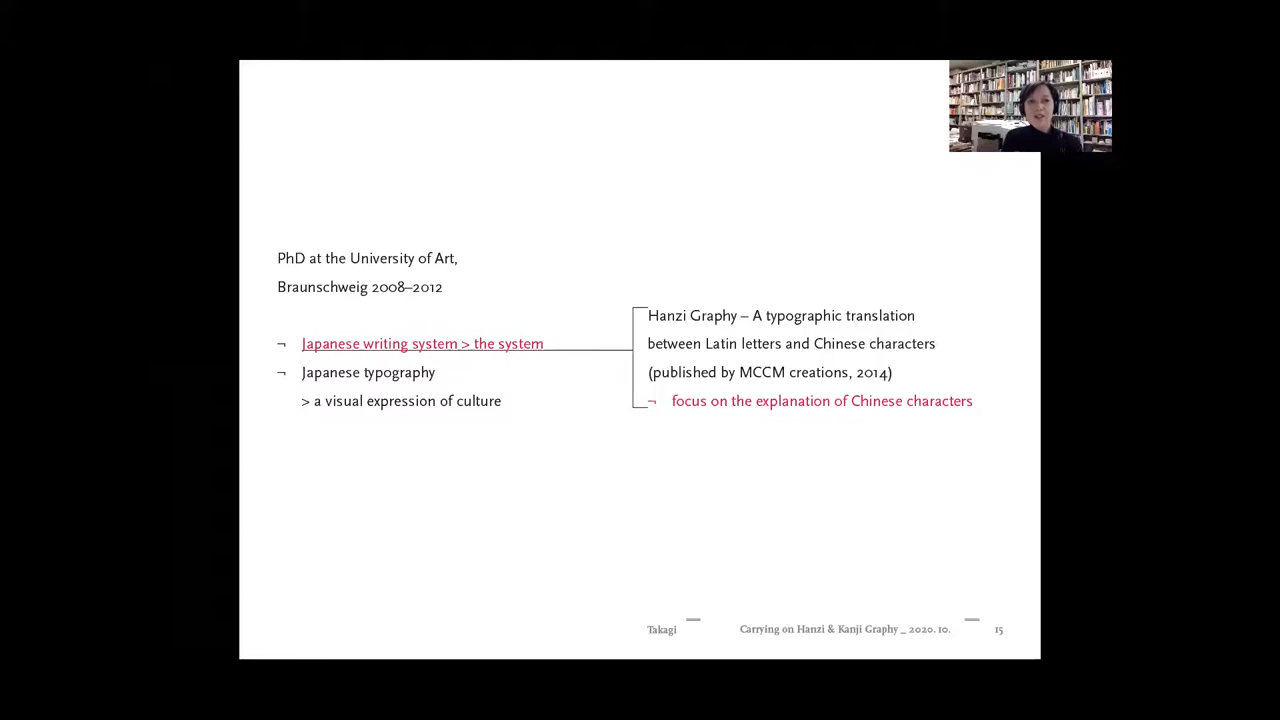 PhD at the University of Art,
Braunschweig 2008–2012
¬ Japanese writing system > the system
¬ Japanese typography
> a visual expression of culture
Hanzi Graphy – A typographic translation
between Latin letters and Chinese characters
(published by MCCM creations, 2014)
¬ focus on the explanation of Chinese characters
Takagi — Carrying on Hanzi & Kanji Graphy _ 2020. 10. — 15